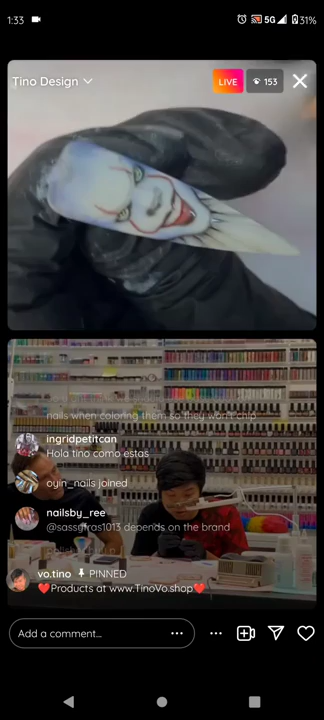 1:33
5G 31%
Tino Design
LIVE
153
nails when coloring them so they won't chip
ingridpetitcan
Hola tino como estas
oyin_nails joined
nailsby_ree
@sassyfras1013 depends on the brand
vo.tino PINNED
❤️Products at www.TinoVo.shop❤️
Add a comment...